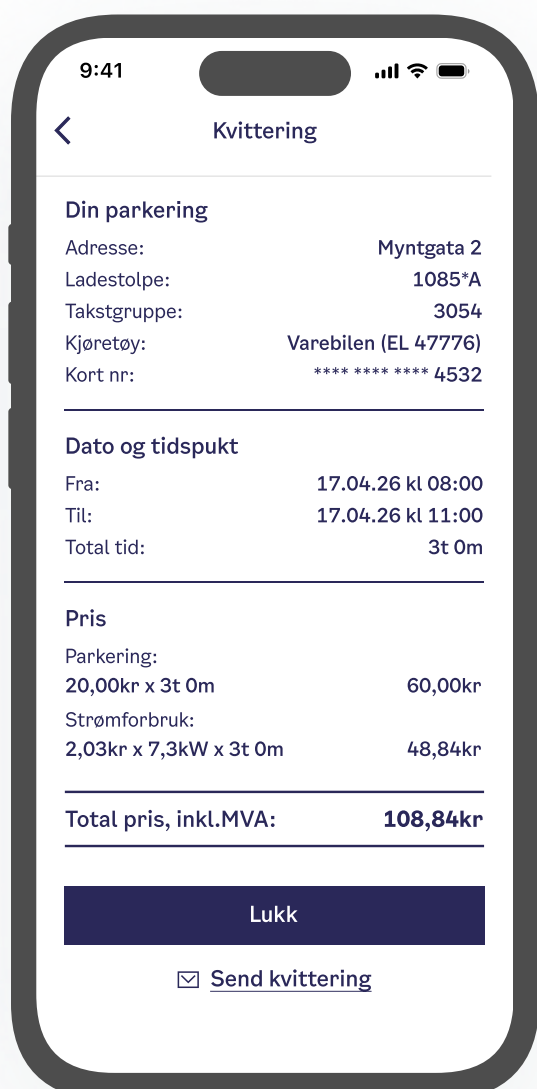 9:41
Kvittering
Din parkering
Adresse: Myntgata 2
Ladestolpe: 1085*A
Takstgruppe: 3054
Kjøretøy: Varebilen (EL 47776)
Kort nr: **** **** **** 4532
Dato og tidspukt
Fra: 17.04.26 kl 08:00
Til: 17.04.26 kl 11:00
Total tid: 3t 0m
Pris
Parkering:
20,00kr x 3t 0m 60,00kr
Strømforbruk:
2,03kr x 7,3kW x 3t 0m 48,84kr
Total pris, inkl.MVA: 108,84kr
Lukk
Send kvittering